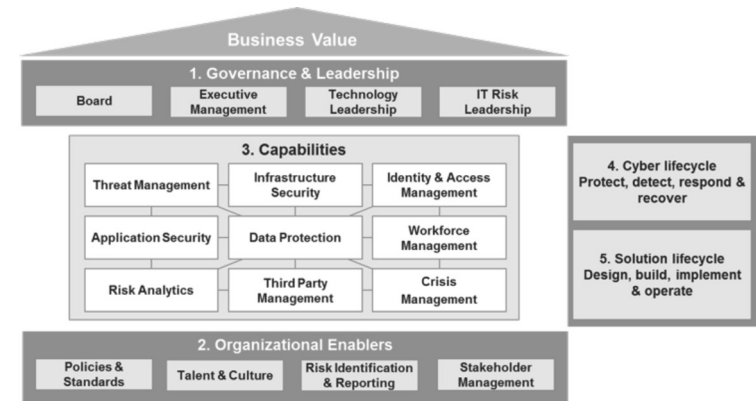 Business Value
1. Governance & Leadership
Board
Executive
Management
Technology
Leadership
IT Risk
Leadership
3. Capabilities
Threat Management
Infrastructure
Security
Identity & Access
Management
Application Security
Data Protection
Workforce
Management
Risk Analytics
Third Party
Management
Crisis
Management
4. Cyber lifecycle
Protect, detect, respond &
recover
5. Solution lifecycle
Design, build, implement
& operate
2. Organizational Enablers
Policies &
Standards
Talent & Culture
Risk Identification
& Reporting
Stakeholder
Management